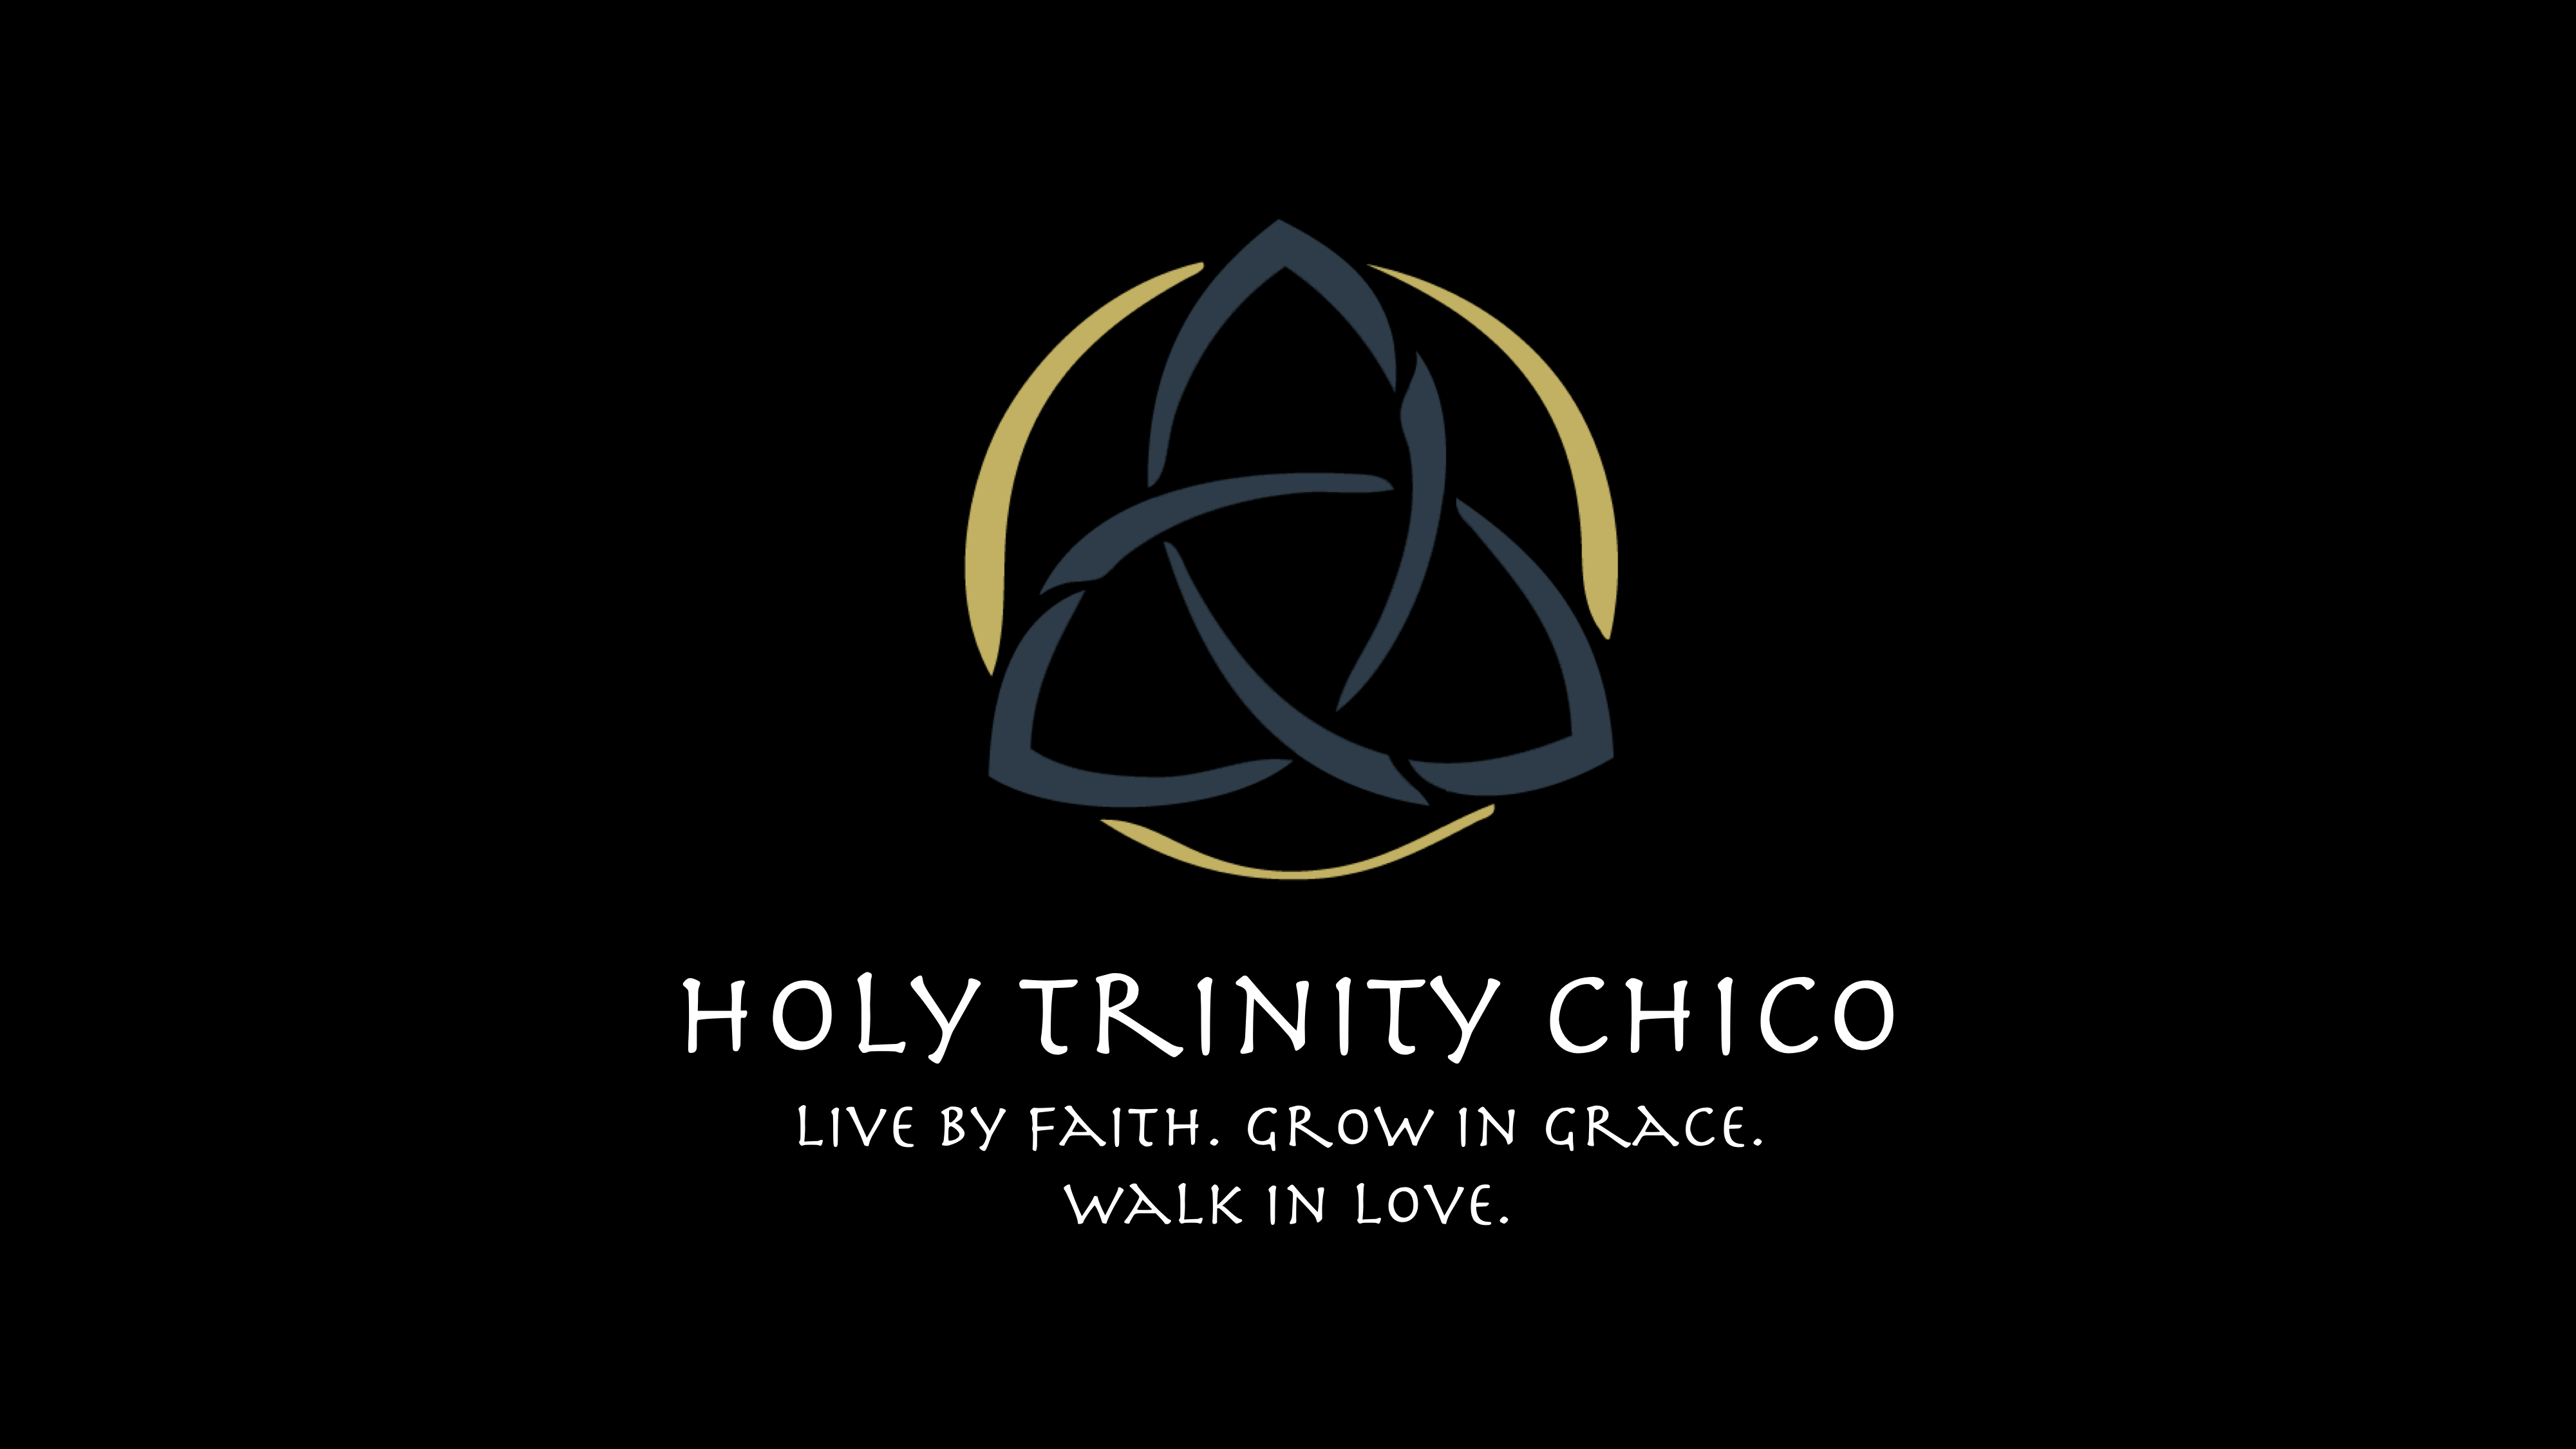 HOLY TRINITY CHICO
LIVE BY FAITH. GROW IN GRACE.
WALK IN LOVE.